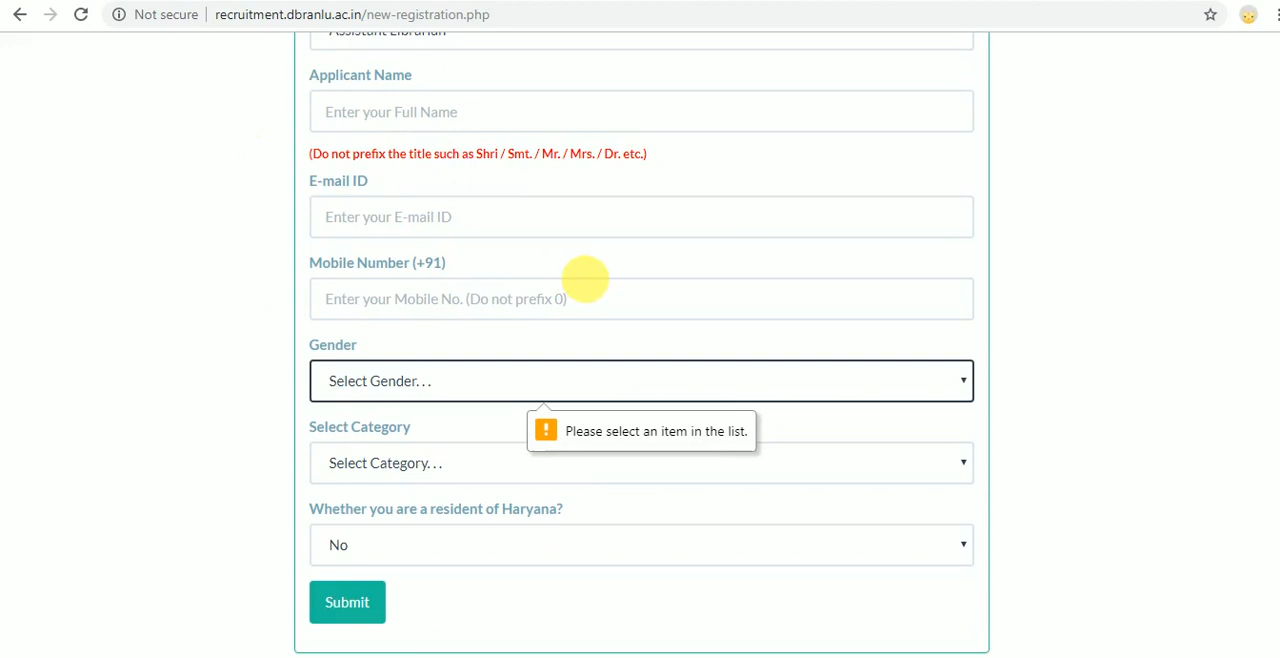 Not secure
recruitment.dbranlu.ac.in/new-registration.php
Assistant Librarian
Applicant Name
Enter your Full Name
(Do not prefix the title such as Shri / Smt. / Mr. / Mrs. / Dr. etc.)
E-mail ID
Enter your E-mail ID
Mobile Number (+91)
Enter your Mobile No. (Do not prefix 0)
Gender
Select Gender. . .
Please select an item in the list.
Select Category
Select Category. . .
Whether you are a resident of Haryana?
No
Submit